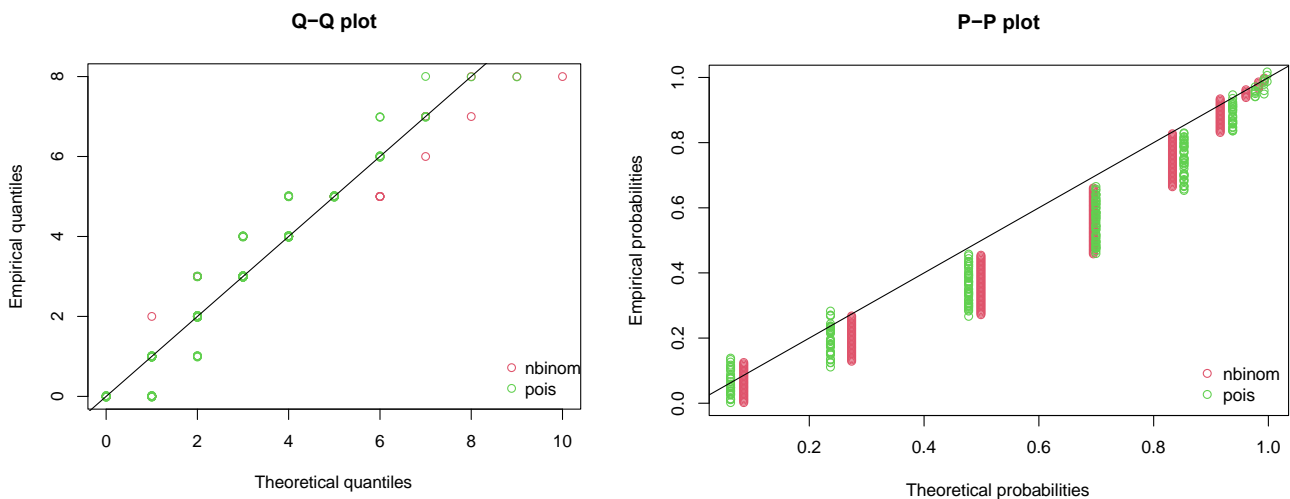 Q−Q plot
Empirical quantiles
8
6
4
2
0
0 2 4 6 8 10
Theoretical quantiles
nbinom
pois
P−P plot
Empirical probabilities
1.0
0.8
0.6
0.4
0.2
0.0
0.2 0.4 0.6 0.8 1.0
Theoretical probabilities
nbinom
pois